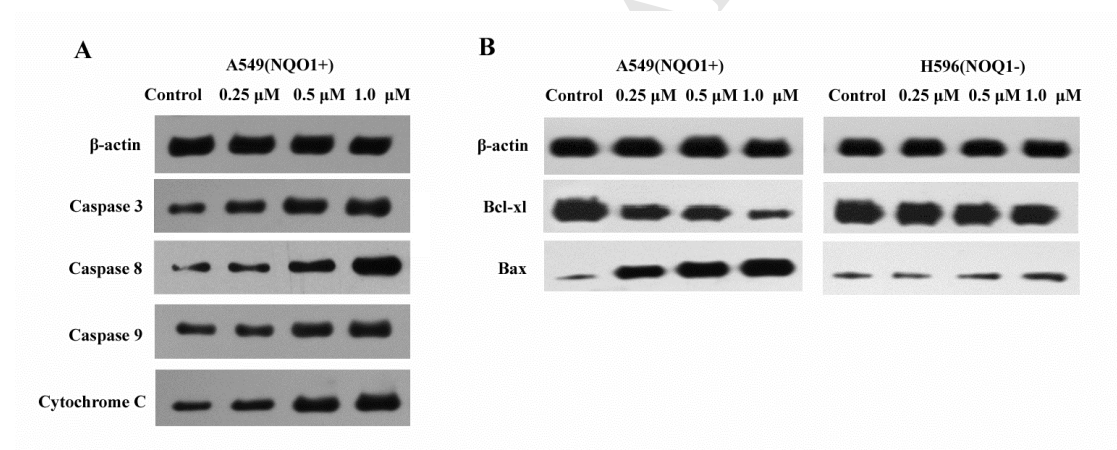 A
A549(NQO1+)
Control 0.25 μM 0.5 μM 1.0 μM
β-actin
Caspase 3
Caspase 8
Caspase 9
Cytochrome C
B
A549(NQO1+) H596(NOQ1-)
Control 0.25 μM 0.5 μM 1.0 μM Control 0.25 μM 0.5 μM 1.0 μM
β-actin
Bcl-xl
Bax